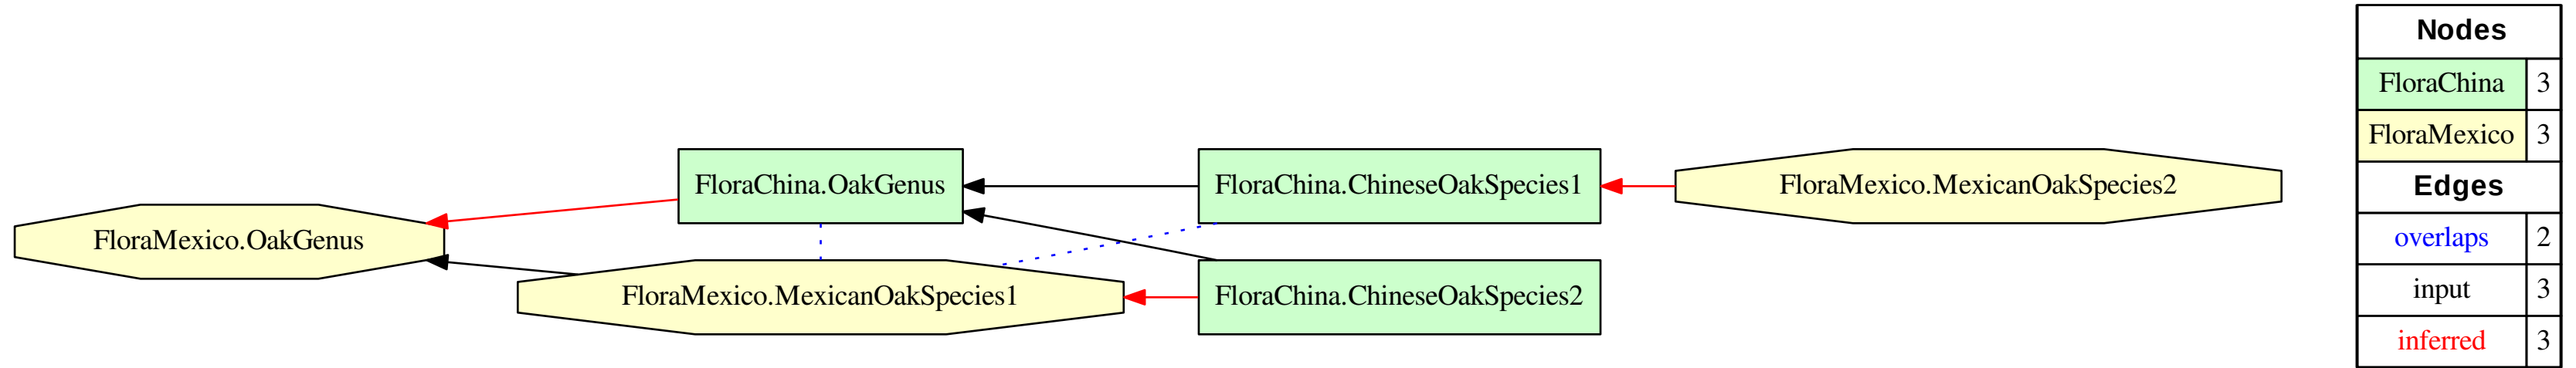 FloraMexico.OakGenus
FloraChina.OakGenus
FloraMexico.MexicanOakSpecies1
FloraChina.ChineseOakSpecies1
FloraChina.ChineseOakSpecies2
FloraMexico.MexicanOakSpecies2
Nodes
FloraChina 3
FloraMexico 3
Edges
overlaps 2
input 3
inferred 3